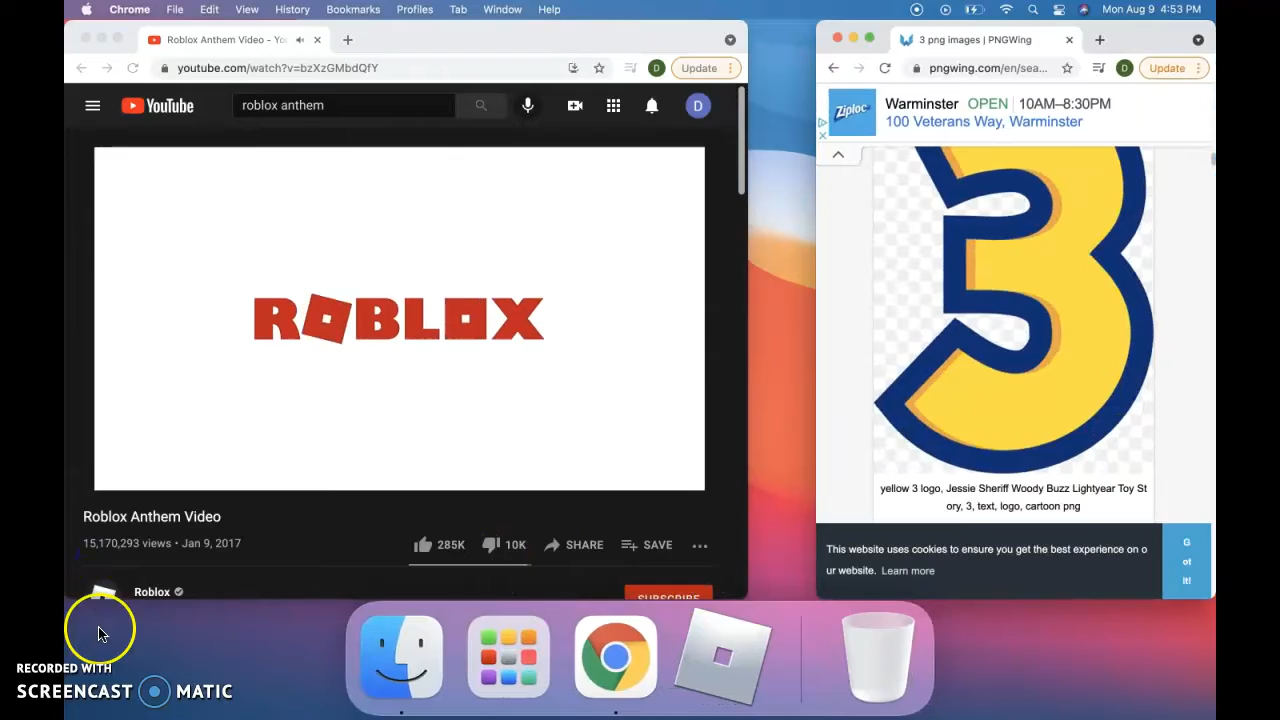 Chrome File Edit View History Bookmarks Profiles Tab Window Help Mon Aug 9 4:53 PM
Roblox Anthem Video - Yo
youtube.com/watch?v=bzXzGMbdQfY
D Update
YouTube
roblox anthem
D
ROBLOX
Roblox Anthem Video
15,170,293 views • Jan 9, 2017
285K 10K SHARE SAVE
Roblox
SUBSCRIBE
3 png images | PNGWing
pngwing.com/en/sea...
D Update
Ziploc
Warminster OPEN 10AM–8:30PM
100 Veterans Way, Warminster
3
yellow 3 logo, Jessie Sheriff Woody Buzz Lightyear Toy St
ory, 3, text, logo, cartoon png
This website uses cookies to ensure you get the best experience on o
ur website. Learn more
G
ot
it!
RECORDED WITH
SCREENCAST MATIC